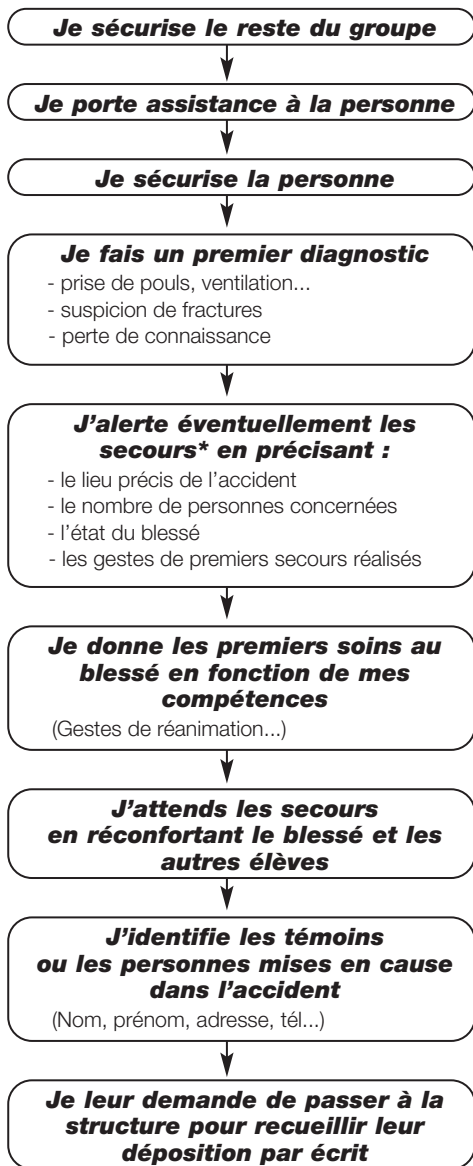 Je sécurise le reste du groupe
Je porte assistance à la personne
Je sécurise la personne
Je fais un premier diagnostic
- prise de pouls, ventilation...
- suspicion de fractures
- perte de connaissance
J’alerte éventuellement les
secours* en précisant :
- le lieu précis de l’accident
- le nombre de personnes concernées
- l’état du blessé
- les gestes de premiers secours réalisés
Je donne les premiers soins au
blessé en fonction de mes
compétences
(Gestes de réanimation...)
J’attends les secours
en réconfortant le blessé et les
autres élèves
J’identifie les témoins
ou les personnes mises en cause
dans l’accident
(Nom, prénom, adresse, tél...)
Je leur demande de passer à la
structure pour recueillir leur
déposition par écrit